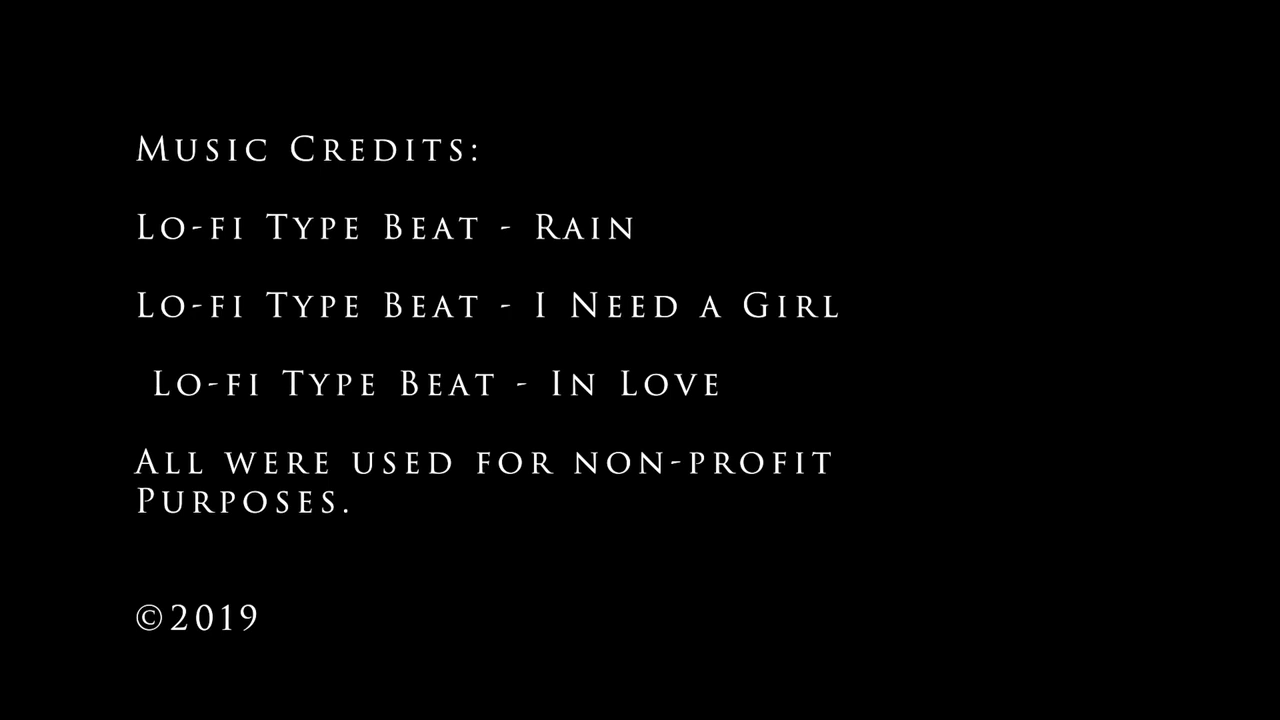 Music Credits:
Lo-fi Type Beat - Rain
Lo-fi Type Beat - I Need a Girl
Lo-fi Type Beat - In Love
All were used for non-profit
Purposes.
©2019